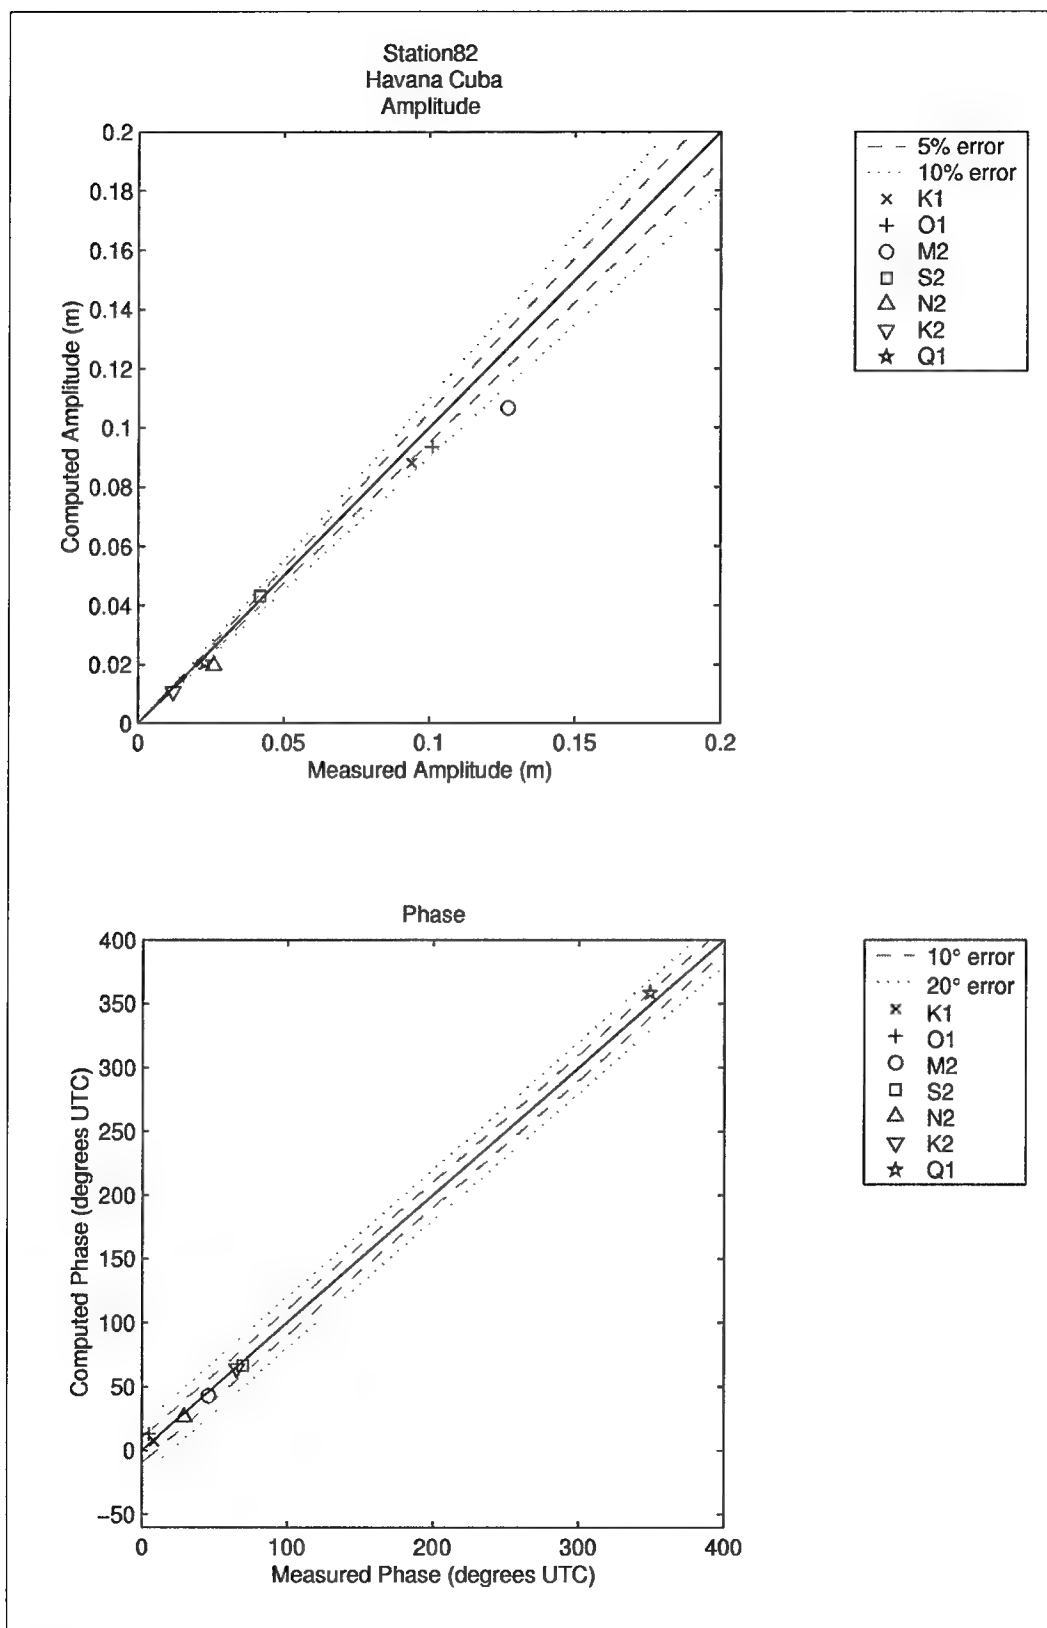 Station82
Havana Cuba
Amplitude
0.2
0.18
0.16
0.14
0.12
0.1
0.08
0.06
0.04
0.02
0
Computed Amplitude (m)
0 0.05 0.1 0.15 0.2
Measured Amplitude (m)
5% error
10% error
K1
O1
M2
S2
N2
K2
Q1
Phase
400
350
300
250
200
150
100
50
0
−50
Computed Phase (degrees UTC)
0 100 200 300 400
Measured Phase (degrees UTC)
10° error
20° error
K1
O1
M2
S2
N2
K2
Q1